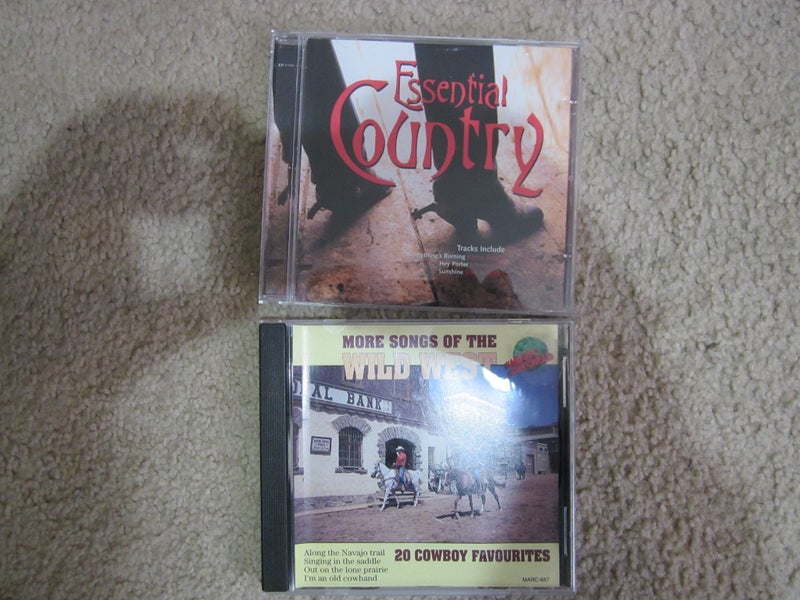 Essential
Country
Tracks Include
Burning
Hey Porter
Sunshine
MORE SONGS OF THE
WILD WEST
BANK
20 COWBOY FAVOURITES
Along the Navajo trail
Singing in the saddle
Out on the lone prairie
I'm an old cowhand